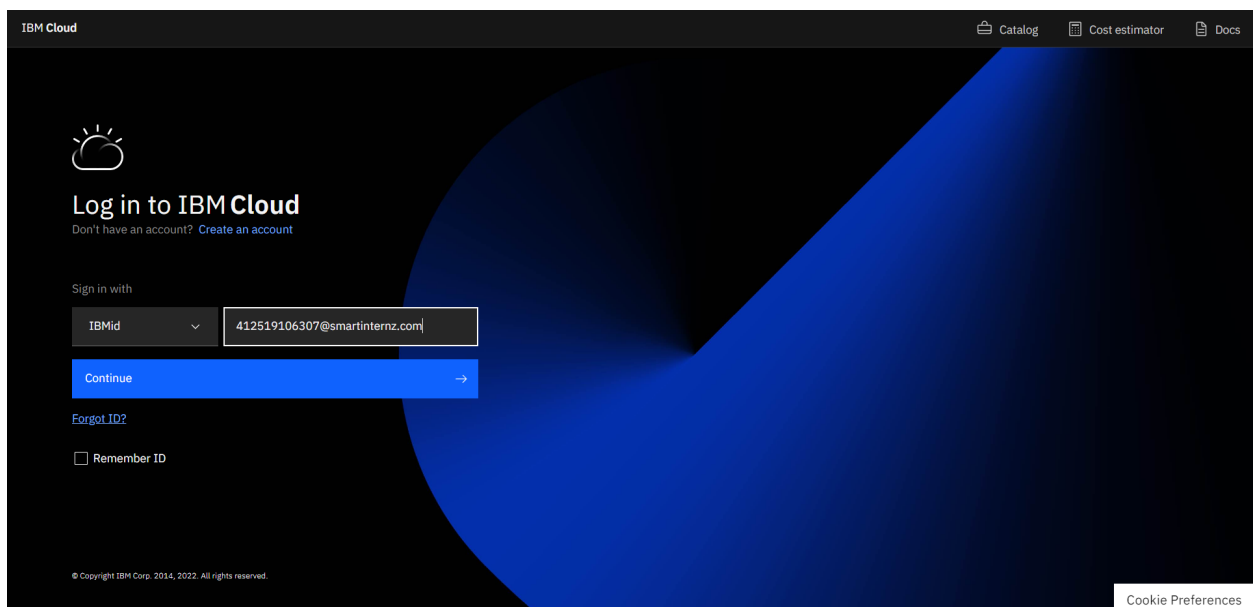 IBM Cloud
Catalog
Cost estimator
Docs
Log in to IBM Cloud
Don't have an account? Create an account
Sign in with
IBMid
412519106307@smartinternz.com
Continue
Forgot ID?
Remember ID
© Copyright IBM Corp. 2014, 2022. All rights reserved.
Cookie Preferences